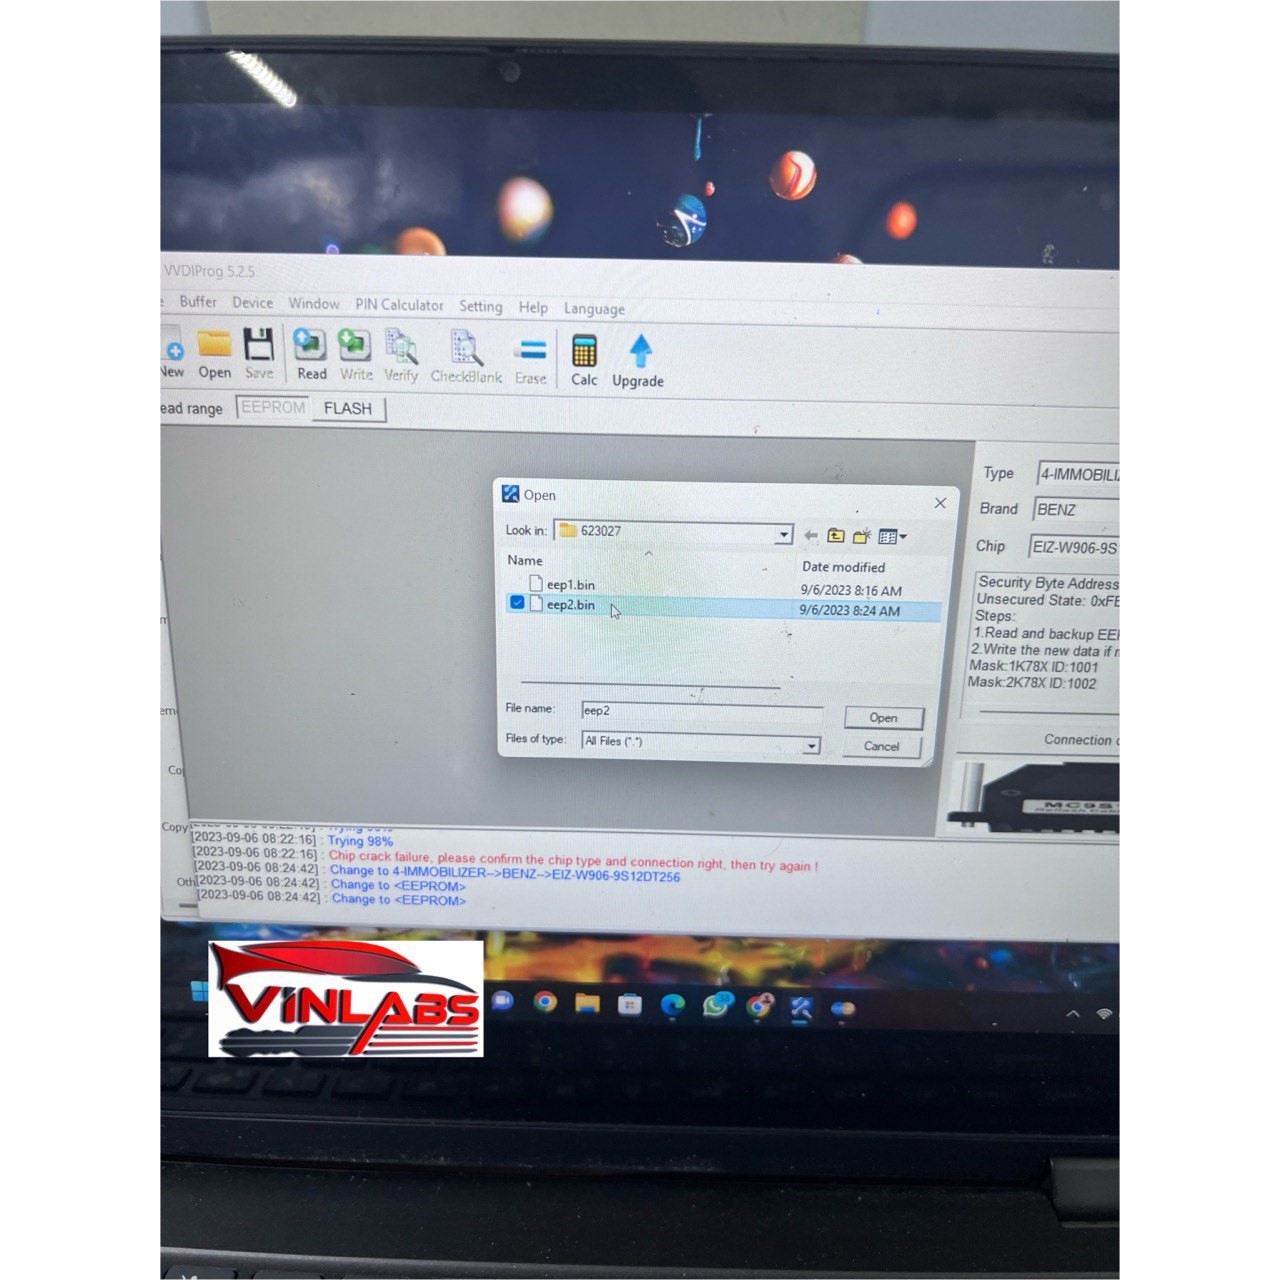 VVDIProg 5.2.5
Buffer Device Window PIN Calculator Setting Help Language
New Open Save Read Write Verify CheckBlank Erase Calc Upgrade
ead range EEPROM FLASH
Type 4-IMMOBILIZ
Brand BENZ
Chip EIZ-W906-9S
Security Byte Address
Unsecured State: 0xFE
Steps:
1.Read and backup EEF
2.Write the new data if n
Mask:1K78X ID:1001
Mask:2K78X ID:1002
Connection
MC9S
Open
Look in: 623027
Name Date modified
eep1.bin 9/6/2023 8:16 AM
eep2.bin 9/6/2023 8:24 AM
File name: eep2 Open
Files of type: All Files (*.*) Cancel
Copy
[2023-09-06 08:22:16] : Trying 98%
[2023-09-06 08:22:16] : Chip crack failure, please confirm the chip type and connection right, then try again !
[2023-09-06 08:24:42] : Change to 4-IMMOBILIZER-->BENZ-->EIZ-W906-9S12DT256
[2023-09-06 08:24:42] : Change to <EEPROM>
[2023-09-06 08:24:42] : Change to <EEPROM>
ViNLABS